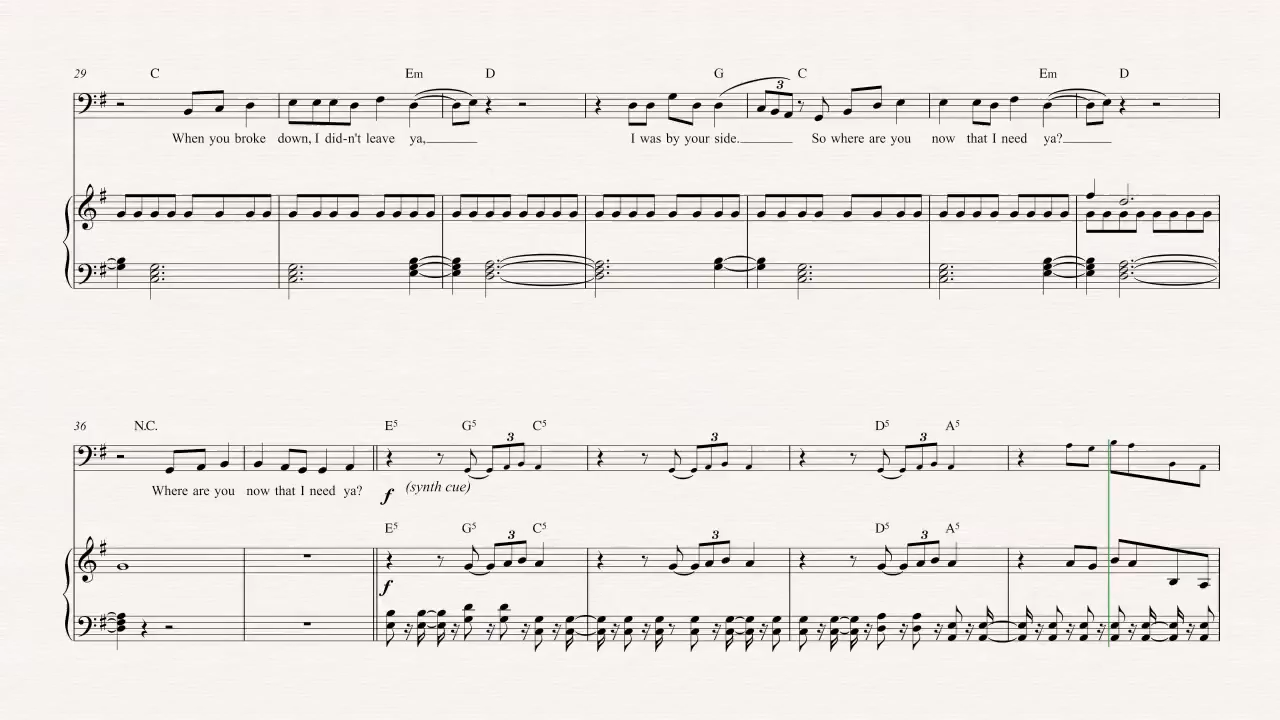 29 C Em D G C Em D
3
When you broke down, I did-n't leave ya, I was by your side. So where are you now that I need ya?
36 N.C. E5 G5 C5 D5 A5
3 3 3
Where are you now that I need ya? f (synth cue)
E5 G5 C5 D5 A5
3 3 3
f